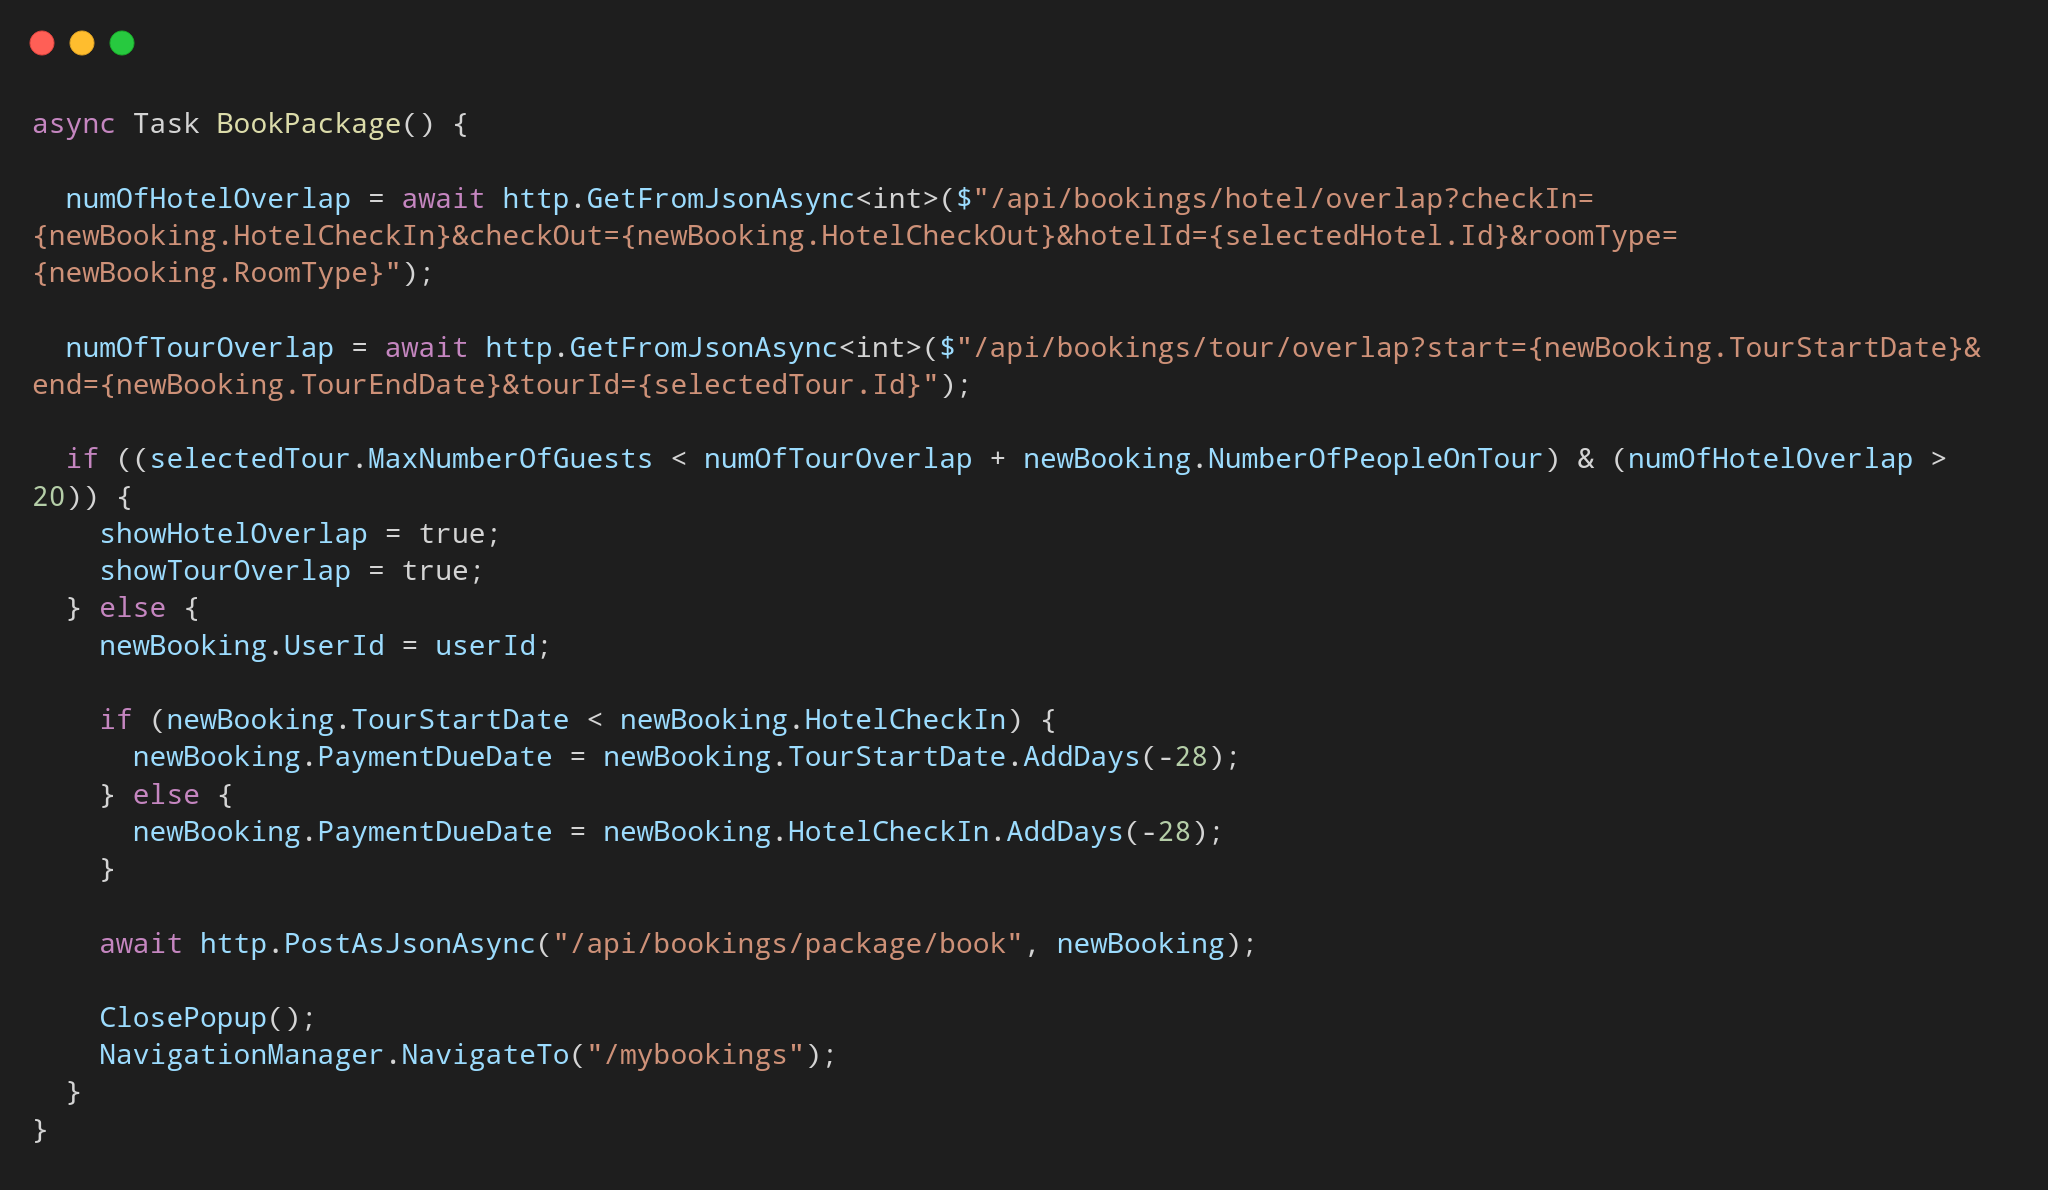 async Task BookPackage() {
numOfHotelOverlap = await http.GetFromJsonAsync<int>($"/api/bookings/hotel/overlap?checkIn=
{newBooking.HotelCheckIn}&checkOut={newBooking.HotelCheckOut}&hotelId={selectedHotel.Id}&roomType=
{newBooking.RoomType}");
numOfTourOverlap = await http.GetFromJsonAsync<int>($"/api/bookings/tour/overlap?start={newBooking.TourStartDate}&
end={newBooking.TourEndDate}&tourId={selectedTour.Id}");
if ((selectedTour.MaxNumberOfGuests < numOfTourOverlap + newBooking.NumberOfPeopleOnTour) & (numOfHotelOverlap >
20)) {
showHotelOverlap = true;
showTourOverlap = true;
} else {
newBooking.UserId = userId;
if (newBooking.TourStartDate < newBooking.HotelCheckIn) {
newBooking.PaymentDueDate = newBooking.TourStartDate.AddDays(-28);
} else {
newBooking.PaymentDueDate = newBooking.HotelCheckIn.AddDays(-28);
}
await http.PostAsJsonAsync("/api/bookings/package/book", newBooking);
ClosePopup();
NavigationManager.NavigateTo("/mybookings");
}
}